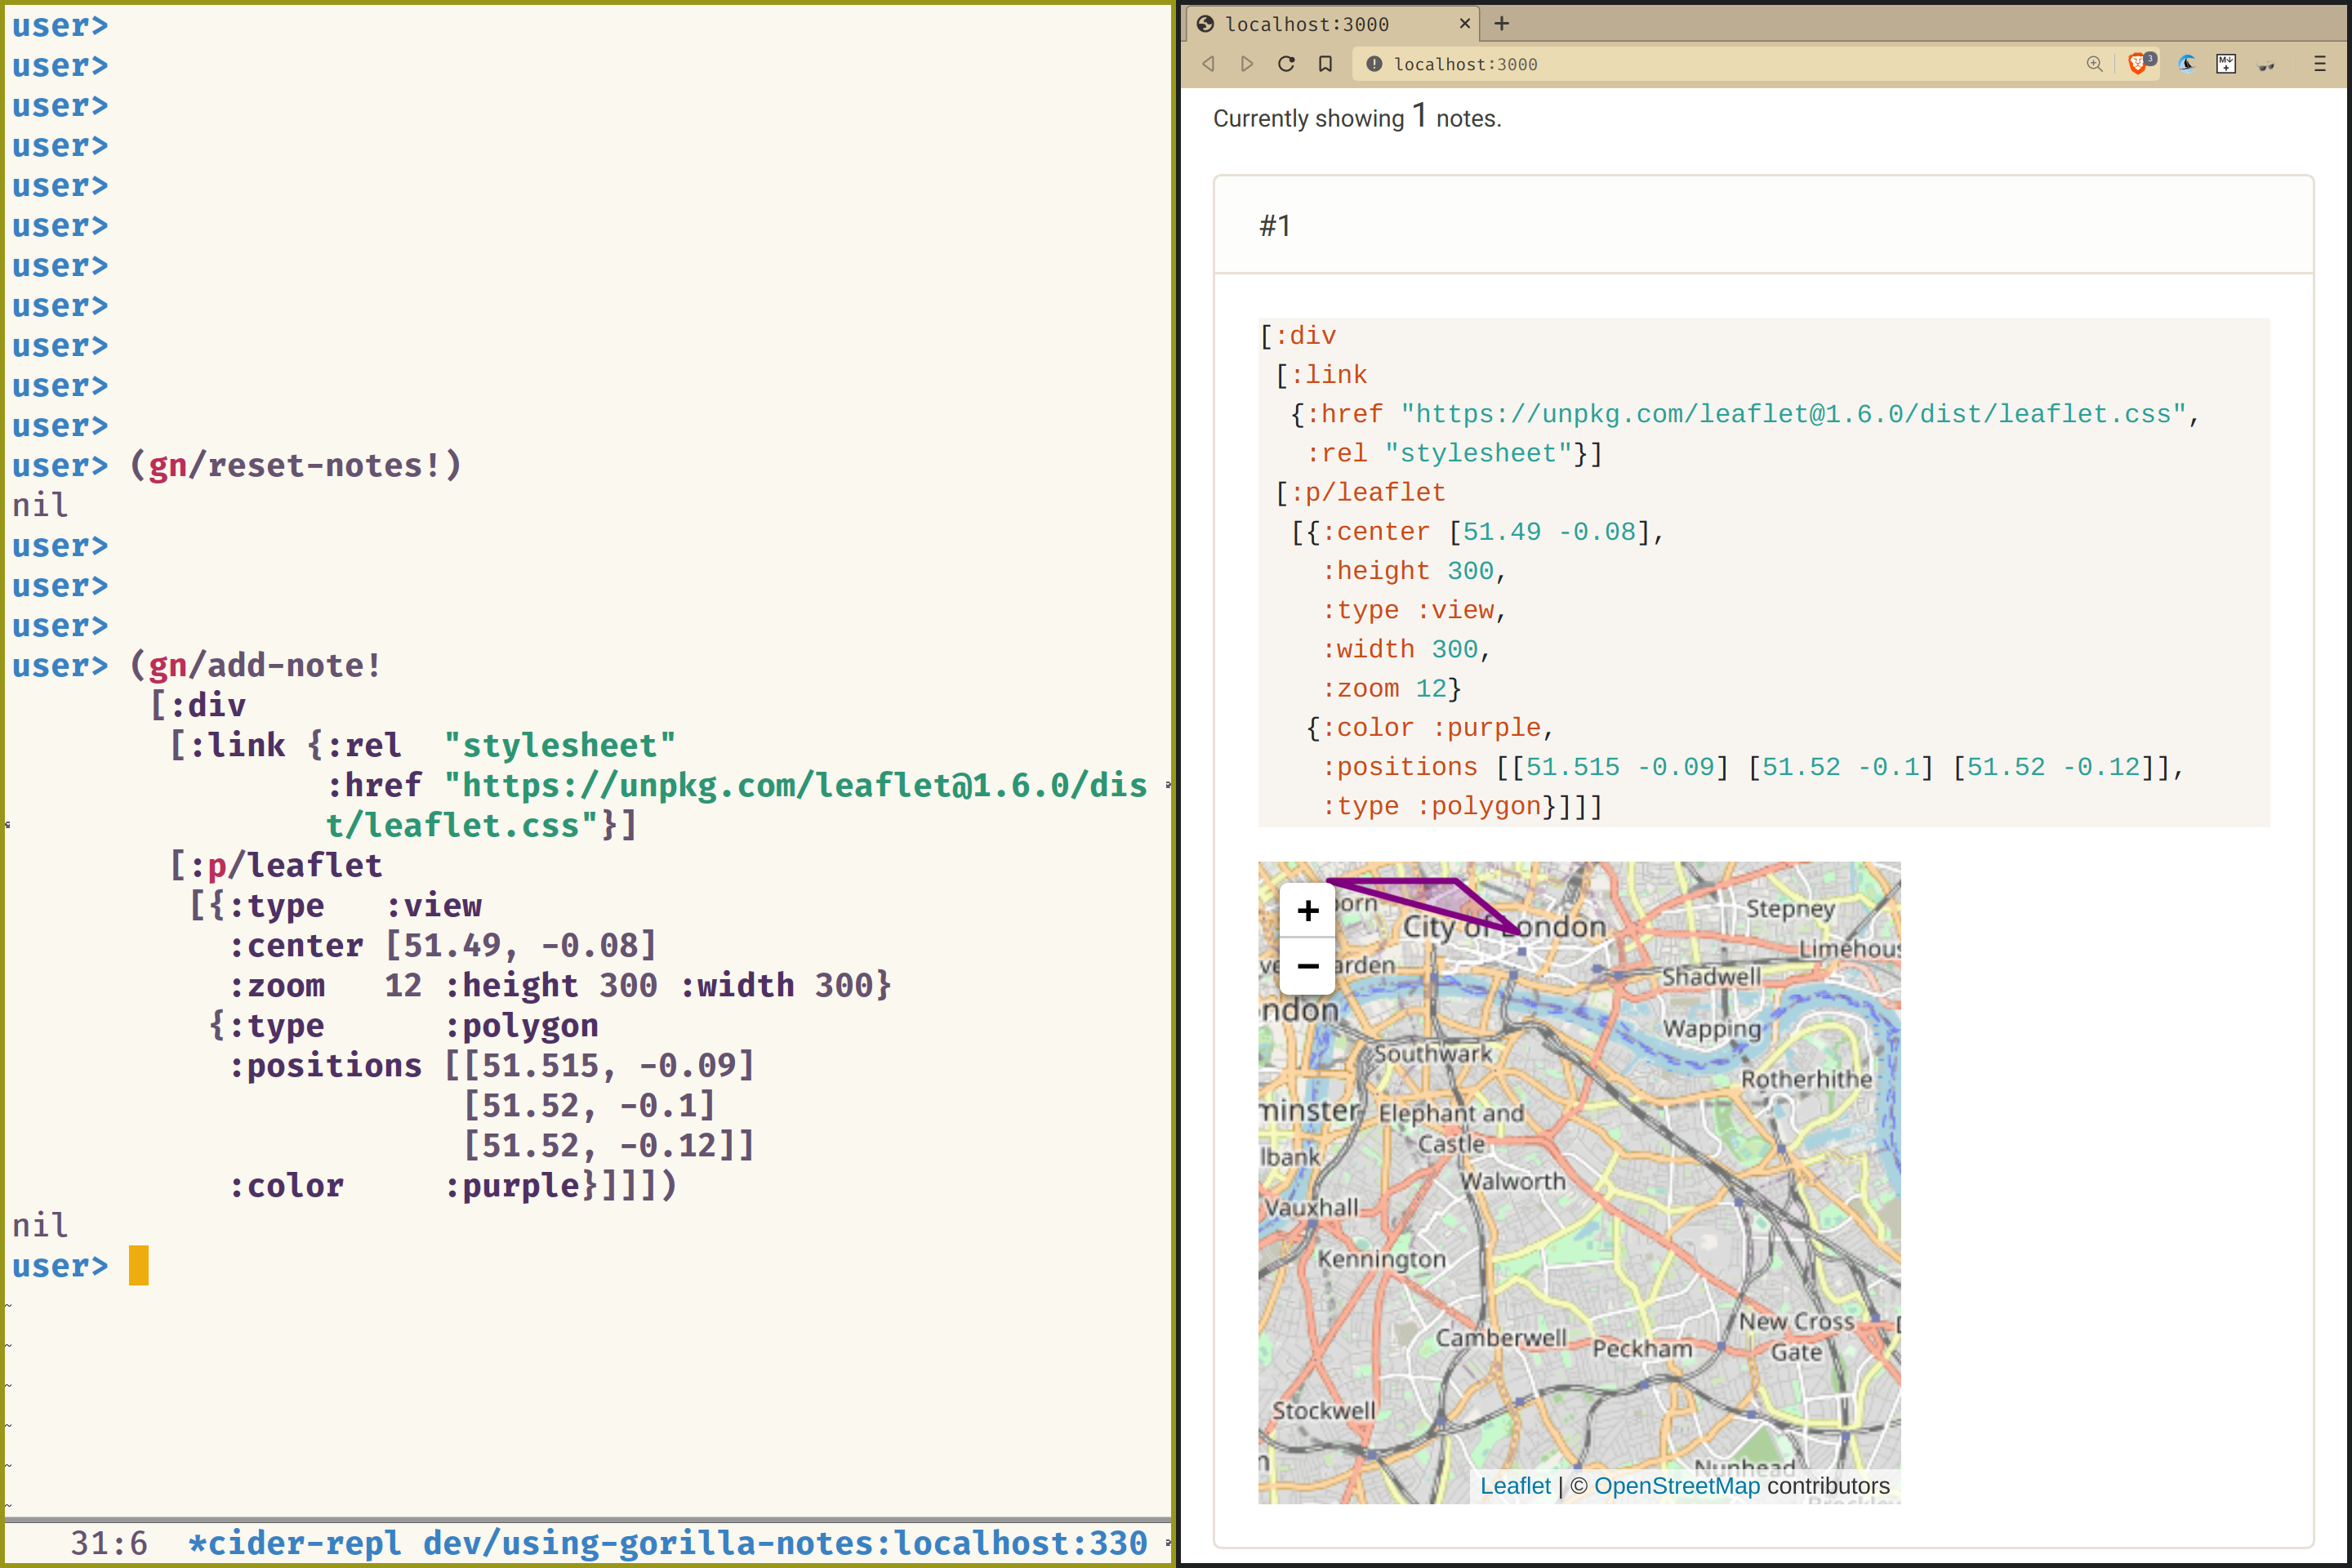 user>
user>
user>
user>
user>
user>
user>
user>
user>
user>
user>
user> (gn/reset-notes!)
nil
user>
user>
user>
user> (gn/add-note!
[:div
[:link {:rel  "stylesheet"
:href "https://unpkg.com/leaflet@1.6.0/dis
t/leaflet.css"}]
[:p/leaflet
[{:type   :view
:center [51.49, -0.08]
:zoom   12 :height 300 :width 300}
{:type      :polygon
:positions [[51.515, -0.09]
[51.52, -0.1]
[51.52, -0.12]]
:color     :purple}]]])
nil
user>
~
~
~
~
~
~
31:6  *cider-repl dev/using-gorilla-notes:localhost:330
localhost:3000
localhost:3000
3
Currently showing 1 notes.
#1
[:div
[:link
{:href "https://unpkg.com/leaflet@1.6.0/dist/leaflet.css",
:rel "stylesheet"}]
[:p/leaflet
[{:center [51.49 -0.08],
:height 300,
:type :view,
:width 300,
:zoom 12}
{:color :purple,
:positions [[51.515 -0.09] [51.52 -0.1] [51.52 -0.12]],
:type :polygon}]]]
+
−
orn
City of London
Stepney
Limehous
ve
arden
Shadwell
ndon
Wapping
Southwark
Rotherhithe
minster
Elephant and
Castle
lbank
Walworth
Vauxhall
Kennington
New Cross
Gate
Camberwell
Peckham
Stockwell
Nunhead
Leaflet | © OpenStreetMap contributors